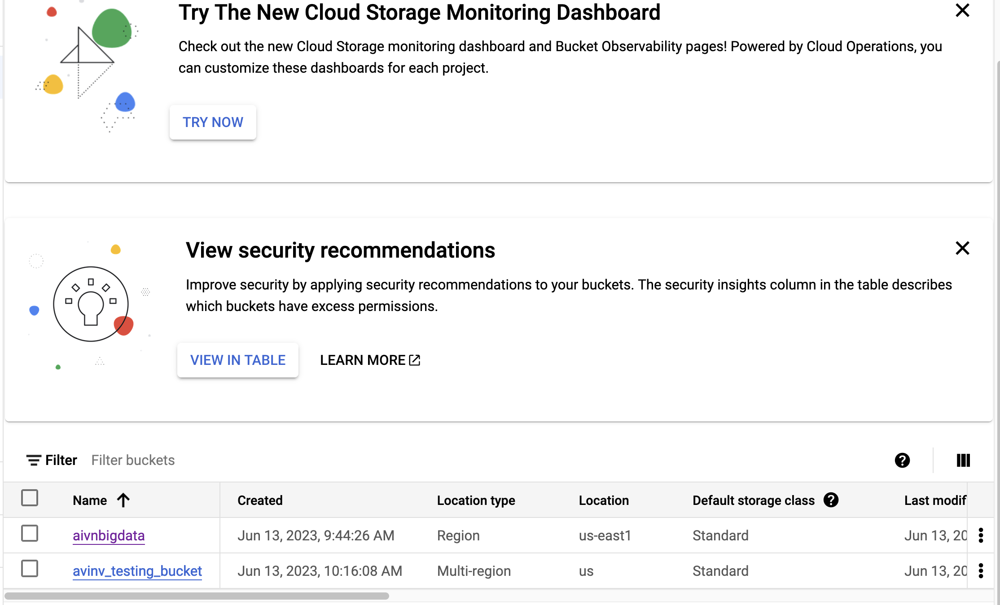 Try The New Cloud Storage Monitoring Dashboard
Check out the new Cloud Storage monitoring dashboard and Bucket Observability pages! Powered by Cloud Operations, you
can customize these dashboards for each project.
TRY NOW
View security recommendations
Improve security by applying security recommendations to your buckets. The security insights column in the table describes
which buckets have excess permissions.
VIEW IN TABLE LEARN MORE
Filter Filter buckets
Name Created Location type Location Default storage class Last modif
aivnbigdata Jun 13, 2023, 9:44:26 AM Region us-east1 Standard Jun 13, 20
avinv_testing_bucket Jun 13, 2023, 10:16:08 AM Multi-region us Standard Jun 13, 20